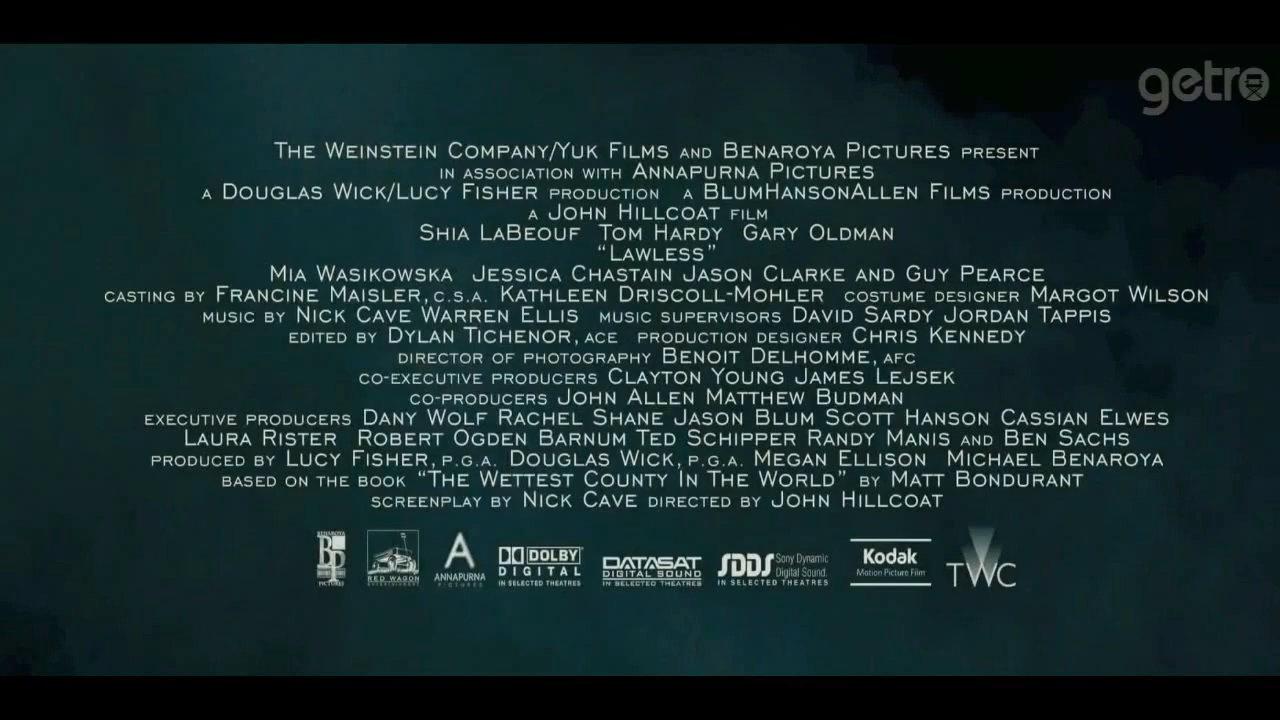 getro
THE WEINSTEIN COMPANY/YUK FILMS AND BENAROYA PICTURES PRESENT
IN ASSOCIATION WITH ANNAPURNA PICTURES
A DOUGLAS WICK/LUCY FISHER PRODUCTION A BLUMHANSONALLEN FILMS PRODUCTION
A JOHN HILLCOAT FILM
SHIA LABEOUF TOM HARDY GARY OLDMAN
“LAWLESS”
MIA WASIKOWSKA JESSICA CHASTAIN JASON CLARKE AND GUY PEARCE
CASTING BY FRANCINE MAISLER, C.S.A. KATHLEEN DRISCOLL-MOHLER COSTUME DESIGNER MARGOT WILSON
MUSIC BY NICK CAVE WARREN ELLIS MUSIC SUPERVISORS DAVID SARDY JORDAN TAPPIS
EDITED BY DYLAN TICHENOR, ACE PRODUCTION DESIGNER CHRIS KENNEDY
DIRECTOR OF PHOTOGRAPHY BENOIT DELHOMME, AFC
CO-EXECUTIVE PRODUCERS CLAYTON YOUNG JAMES LEJSEK
CO-PRODUCERS JOHN ALLEN MATTHEW BUDMAN
EXECUTIVE PRODUCERS DANY WOLF RACHEL SHANE JASON BLUM SCOTT HANSON CASSIAN ELWES
LAURA RISTER ROBERT OGDEN BARNUM TED SCHIPPER RANDY MANIS AND BEN SACHS
PRODUCED BY LUCY FISHER, P.G.A. DOUGLAS WICK, P.G.A. MEGAN ELLISON MICHAEL BENAROYA
BASED ON THE BOOK “THE WETTEST COUNTY IN THE WORLD” BY MATT BONDURANT
SCREENPLAY BY NICK CAVE DIRECTED BY JOHN HILLCOAT
BENAROYA
BP
PICTURES
RED WAGON
A
ANNAPURNA
PICTURES
DOLBY
DIGITAL
IN SELECTED THEATRES
DATASAT
DIGITAL SOUND
IN SELECTED THEATRES
SDDS Sony Dynamic
Digital Sound
IN SELECTED THEATRES
Kodak
Motion Picture Film
TWC